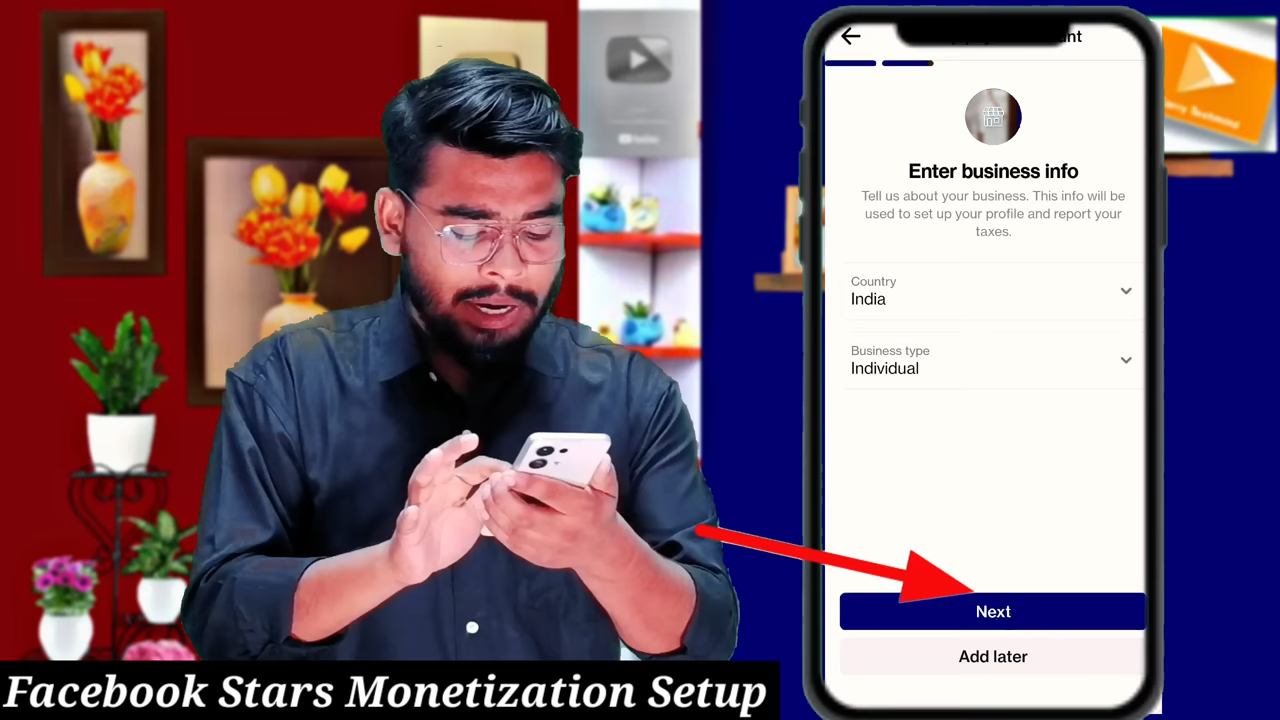 Enter business info
Tell us about your business. This info will be
used to set up your profile and report your
taxes.
Country
India
Business type
Individual
Next
Add later
Facebook Stars Monetization Setup